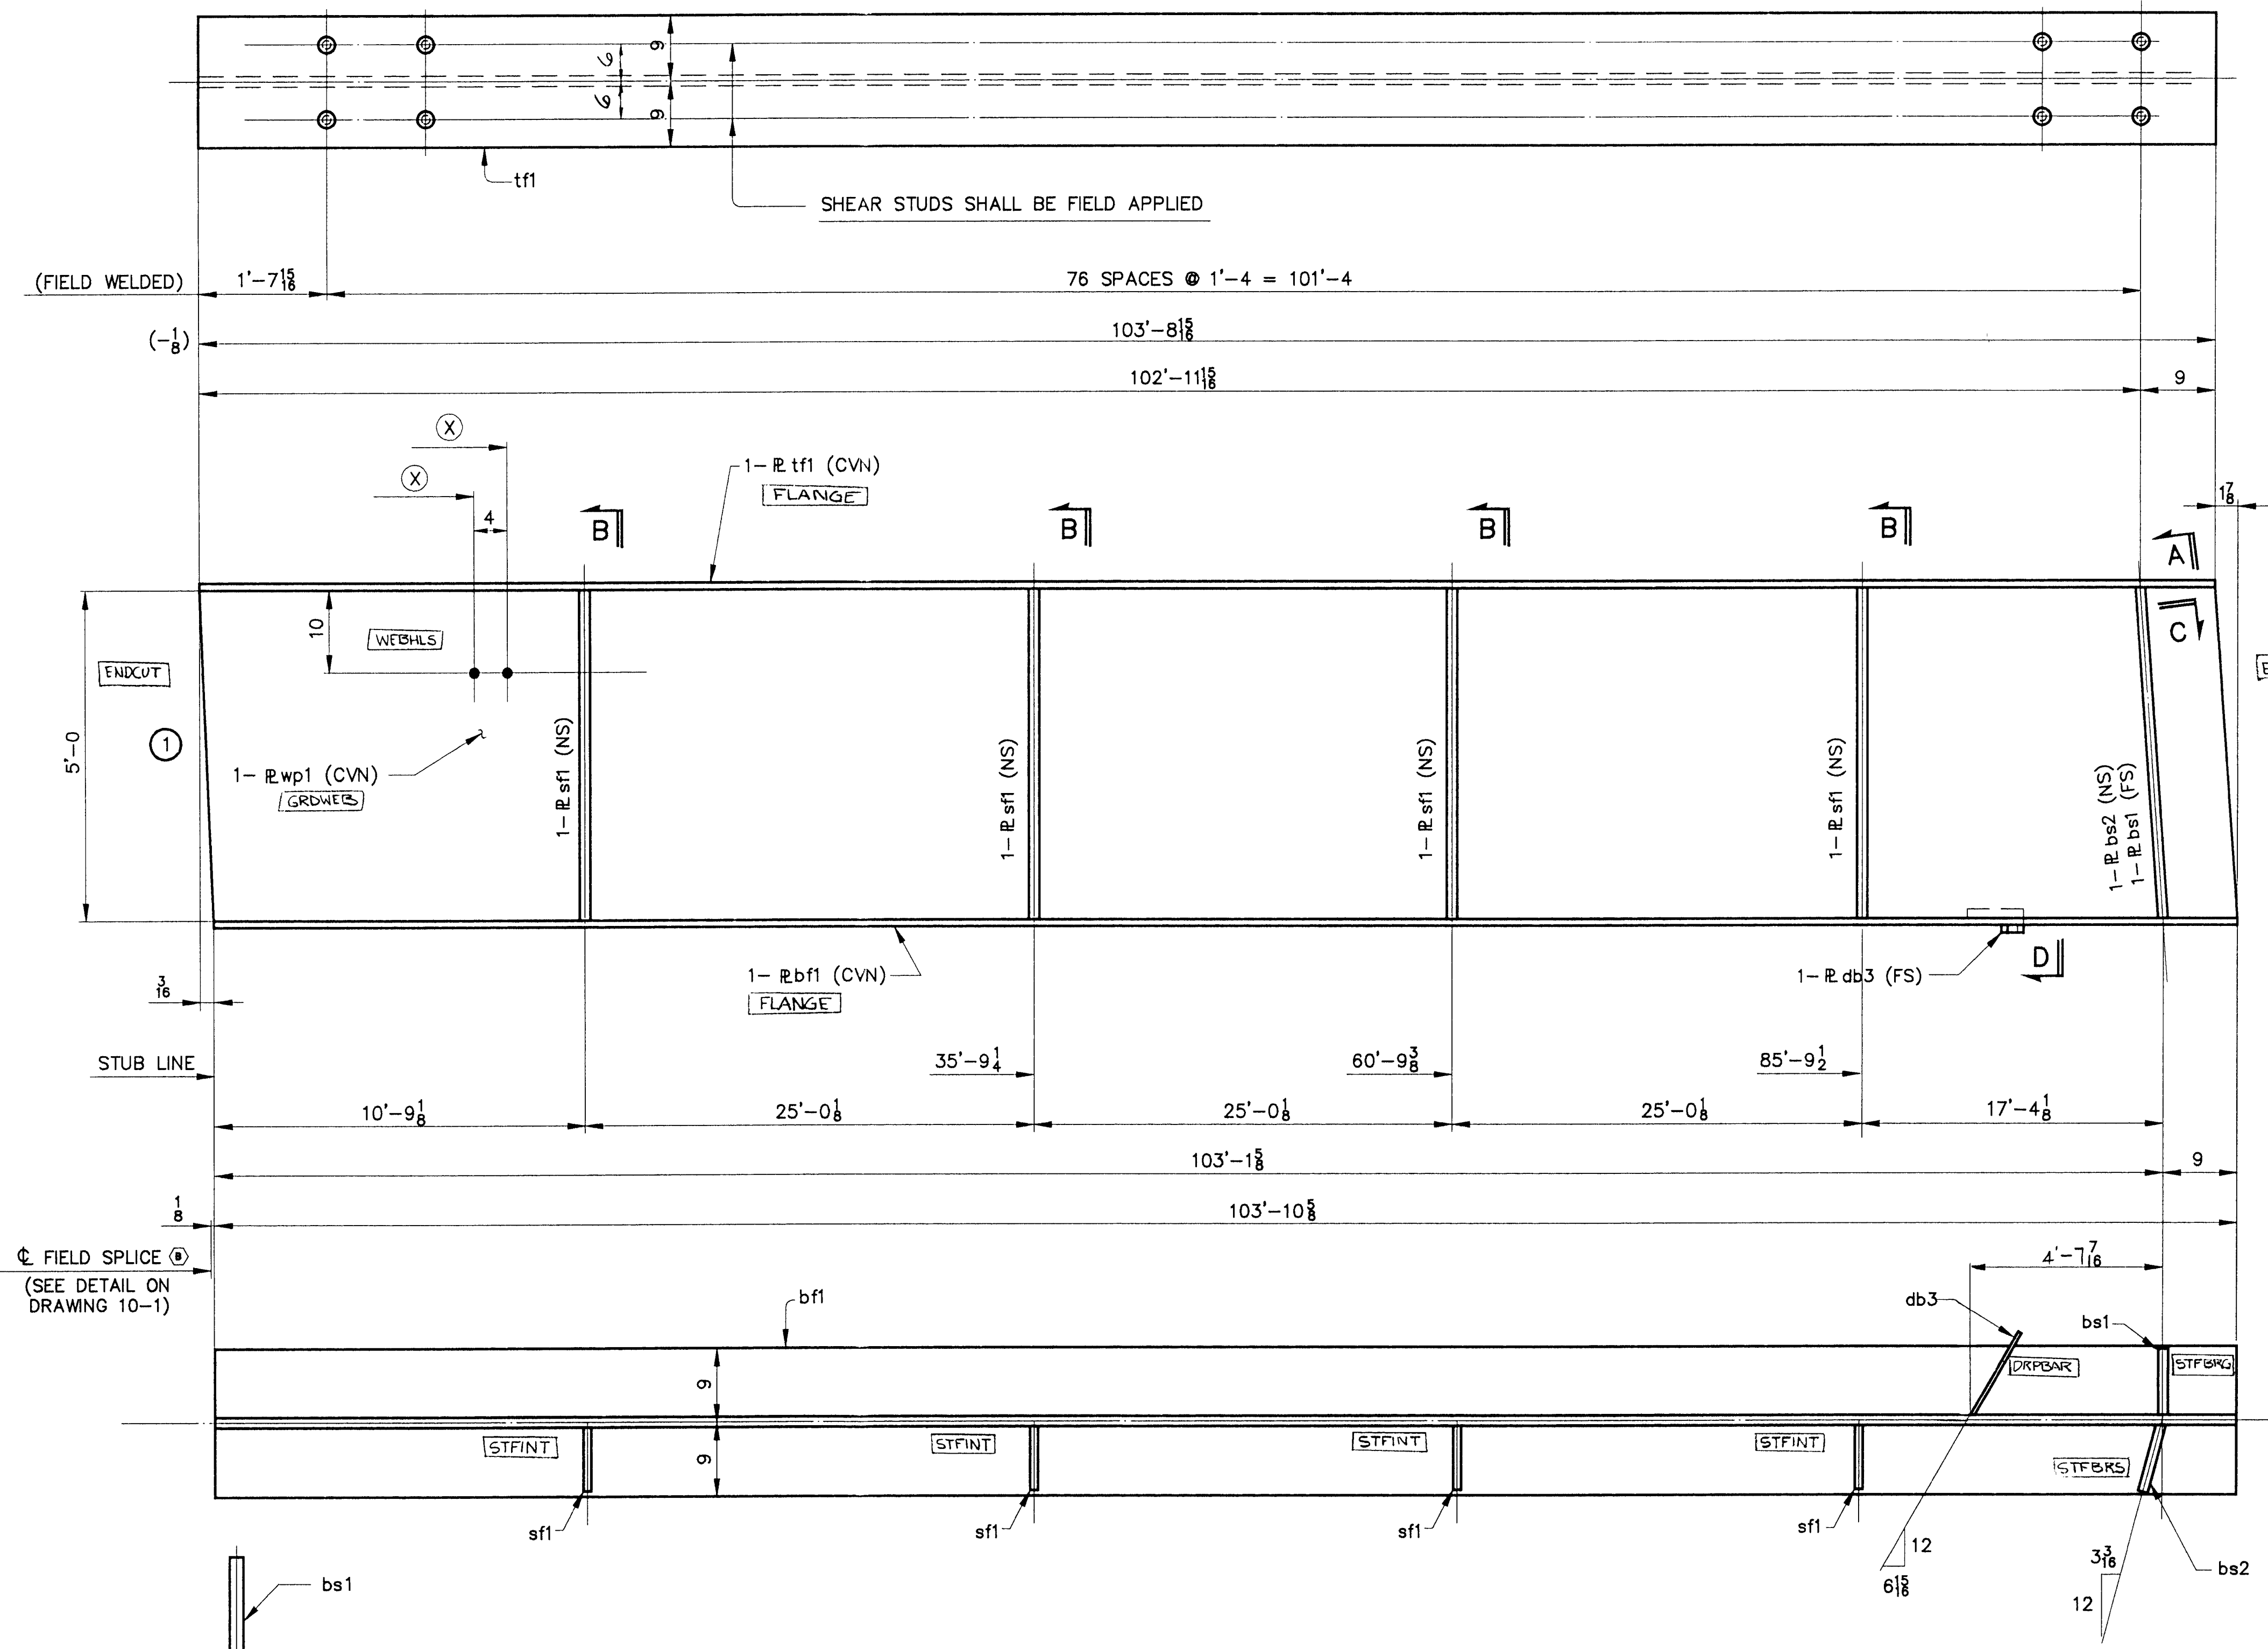 6
9
6
9
tf1
SHEAR STUDS SHALL BE FIELD APPLIED
(FIELD WELDED)
1'-7 15/16
76 SPACES @ 1'-4 = 101'-4
(-1/8)
103'-8 15/16
102'-11 15/16
9
X
X
4
1- PL tf1 (CVN)
FLANGE
B
B
B
B
1 7/8
A
C
10
WEBHLS
ENDCUT
1
5'-0
1- PL wp1 (CVN)
GRDWEB
1- PL sf1 (NS)
1- PL sf1 (NS)
1- PL sf1 (NS)
1- PL sf1 (NS)
1- PL bs2 (NS)
1- PL bs1 (FS)
3/16
1- PL bf1 (CVN)
FLANGE
1- PL db3 (FS)
D
STUB LINE
35'-9 1/4
60'-9 3/8
85'-9 1/2
10'-9 1/8
25'-0 1/8
25'-0 1/8
25'-0 1/8
17'-4 1/8
103'-1 5/8
9
1/8
103'-10 5/8
CL FIELD SPLICE B
(SEE DETAIL ON
DRAWING 10-1)
4'-7 7/16
bf1
db3
bs1
9
DRPBAR
STFBRG
9
STFINT
STFINT
STFINT
STFINT
STFBRS
sf1
sf1
sf1
sf1
12
6 15/16
3 3/16
12
bs2
bs1